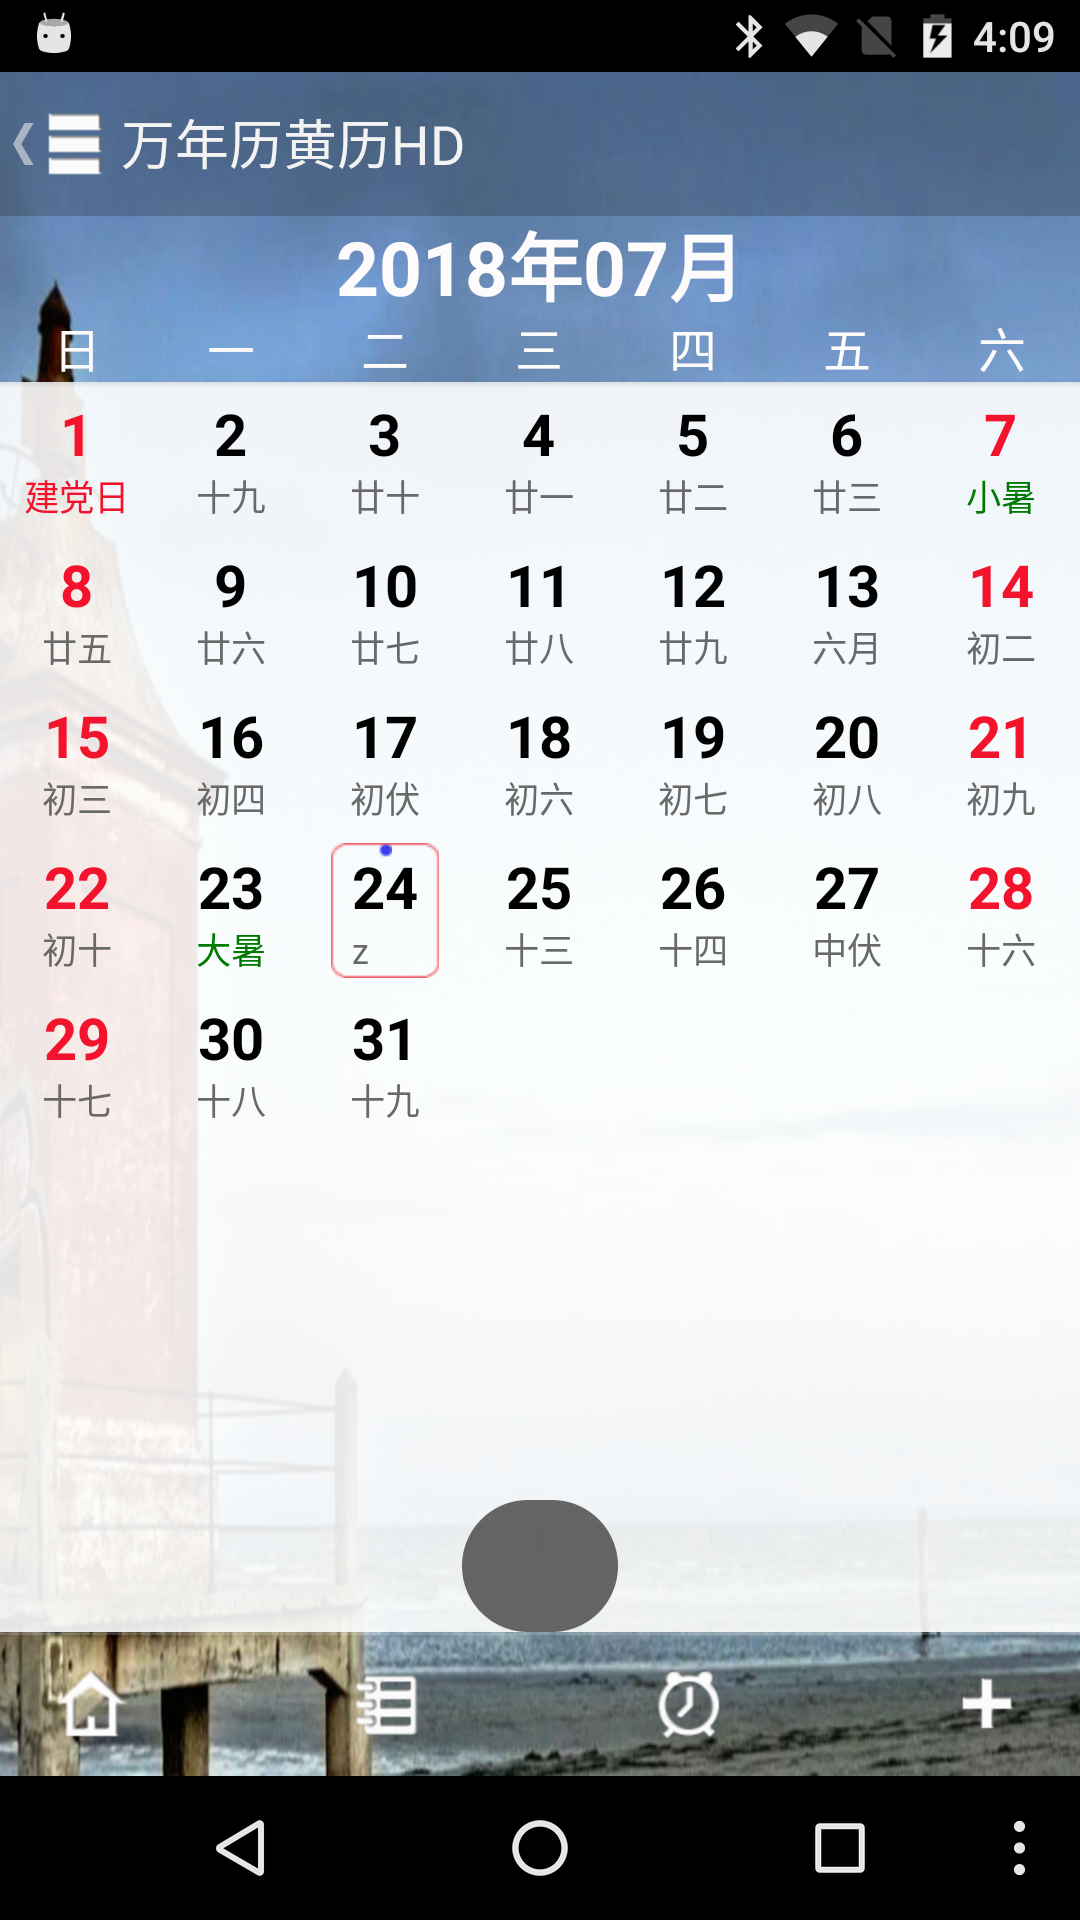 4:09
万年历黄历HD
2018年07月
日 一 二 三 四 五 六
1 2 3 4 5 6 7
建党日 十九 廿十 廿一 廿二 廿三 小暑
8 9 10 11 12 13 14
廿五 廿六 廿七 廿八 廿九 六月 初二
15 16 17 18 19 20 21
初三 初四 初伏 初六 初七 初八 初九
22 23 24 25 26 27 28
初十 大暑 z 十三 十四 中伏 十六
29 30 31
十七 十八 十九